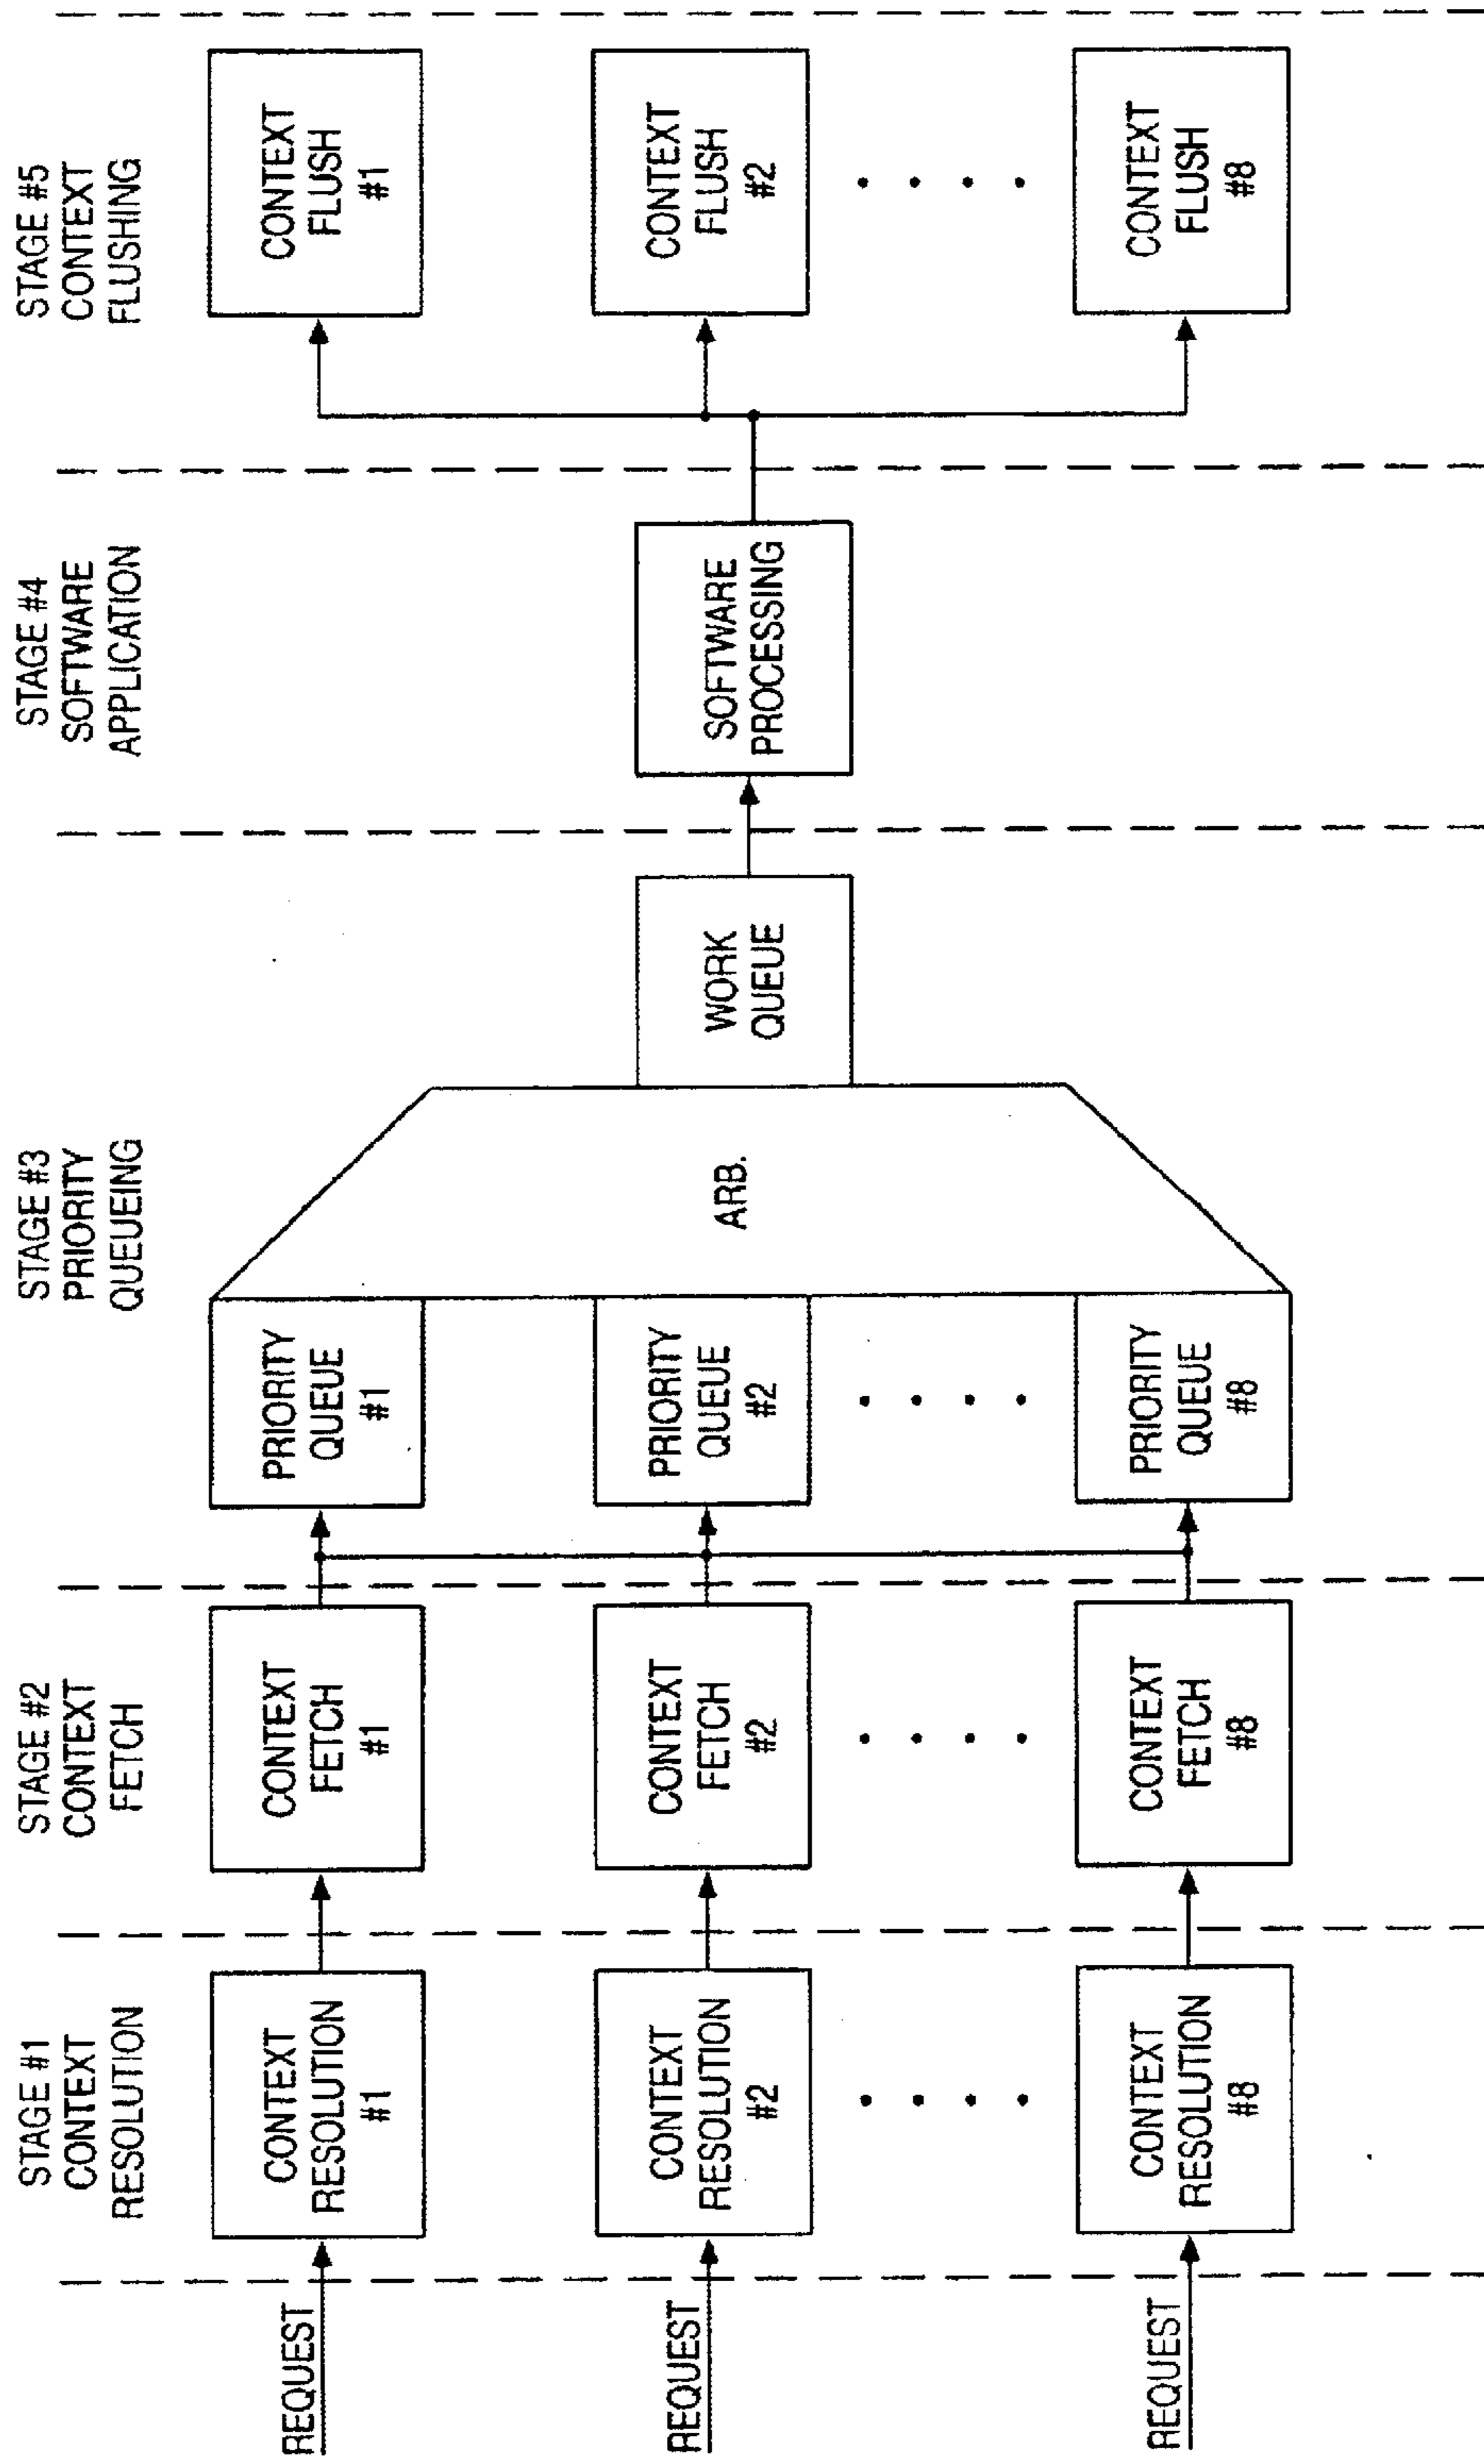 STAGE #1
CONTEXT
RESOLUTION
STAGE #2
CONTEXT
FETCH
STAGE #3
PRIORITY
QUEUEING
STAGE #4
SOFTWARE
APPLICATION
STAGE #5
CONTEXT
FLUSHING
REQUEST
CONTEXT
RESOLUTION
#1
CONTEXT
FETCH
#1
PRIORITY
QUEUE
#1
CONTEXT
FLUSH
#1
REQUEST
CONTEXT
RESOLUTION
#2
CONTEXT
FETCH
#2
PRIORITY
QUEUE
#2
ARB.
WORK
QUEUE
SOFTWARE
PROCESSING
CONTEXT
FLUSH
#2
REQUEST
CONTEXT
RESOLUTION
#8
CONTEXT
FETCH
#8
PRIORITY
QUEUE
#8
CONTEXT
FLUSH
#8